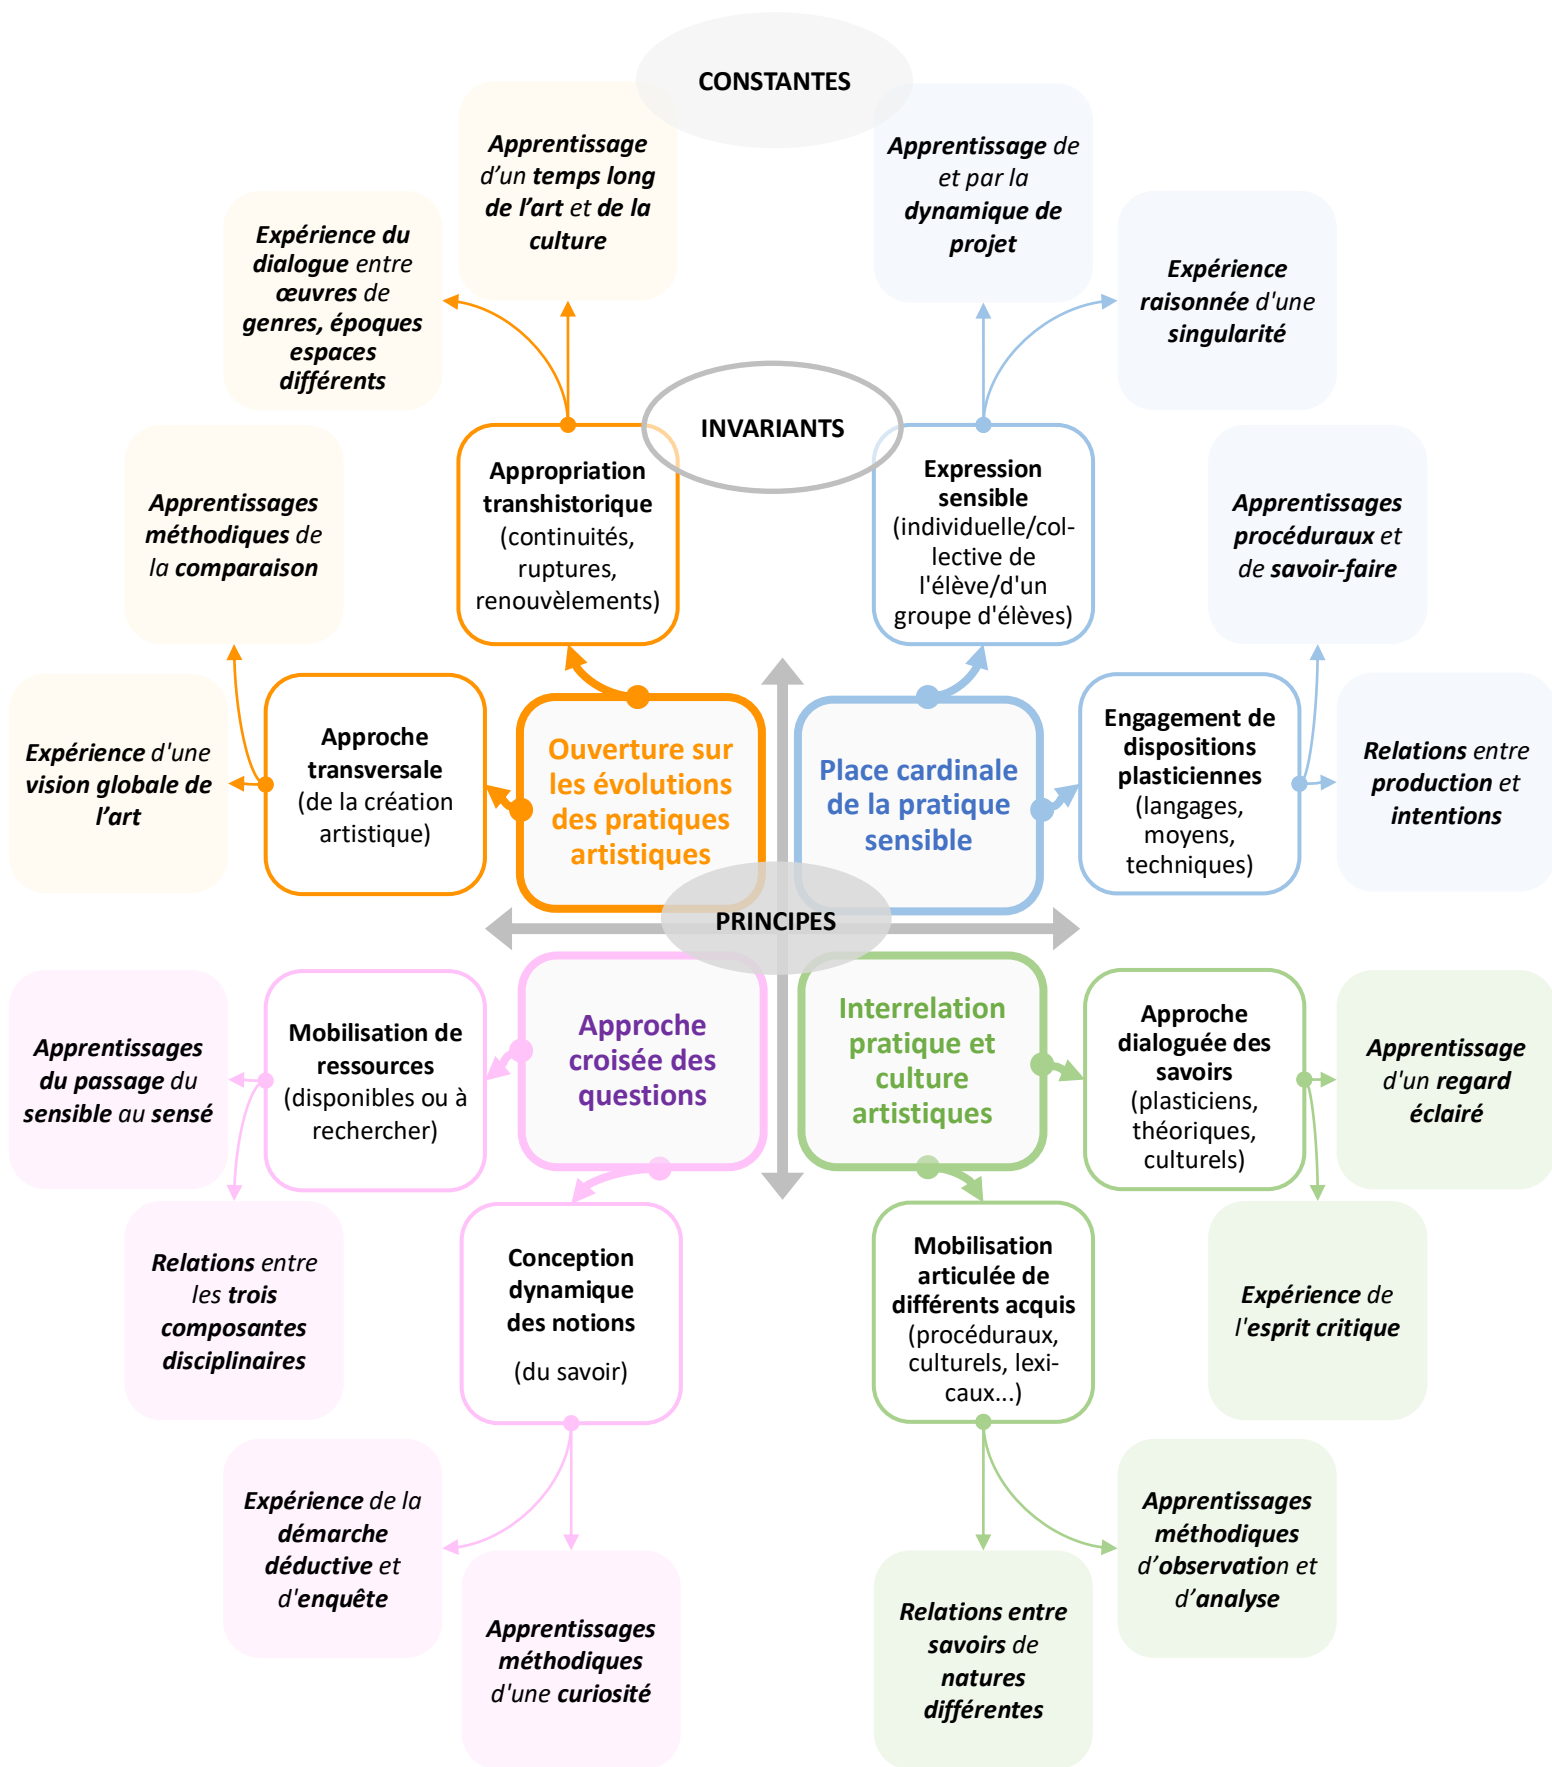 CONSTANTES
Apprentissage
d’un temps long
de l’art et de la
culture
Apprentissage de
et par la
dynamique de
projet
Expérience du
dialogue entre
œuvres de
genres, époques
espaces
différents
Expérience
raisonnée d'une
singularité
INVARIANTS
Appropriation
transhistorique
(continuités,
ruptures,
renouvèlements)
Expression
sensible
(individuelle/col-
lective de
l'élève/d'un
groupe d'élèves)
Apprentissages
méthodiques de
la comparaison
Apprentissages
procéduraux et
de savoir-faire
Expérience d'une
vision globale de
l’art
Approche
transversale
(de la création
artistique)
Ouverture sur
les évolutions
des pratiques
artistiques
Place cardinale
de la pratique
sensible
Engagement de
dispositions
plasticiennes
(langages,
moyens,
techniques)
Relations entre
production et
intentions
PRINCIPES
Apprentissages
du passage du
sensible au sensé
Mobilisation de
ressources
(disponibles ou à
rechercher)
Approche
croisée des
questions
Interrelation
pratique et
culture
artistiques
Approche
dialoguée des
savoirs
(plasticiens,
théoriques,
culturels)
Apprentissage
d'un regard
éclairé
Relations entre
les trois
composantes
disciplinaires
Conception
dynamique
des notions
(du savoir)
Mobilisation
articulée de
différents acquis
(procéduraux,
culturels, lexi-
caux...)
Expérience de
l'esprit critique
Expérience de la
démarche
déductive et
d'enquête
Apprentissages
méthodiques
d’observation et
d’analyse
Apprentissages
méthodiques
d'une curiosité
Relations entre
savoirs de
natures
différentes